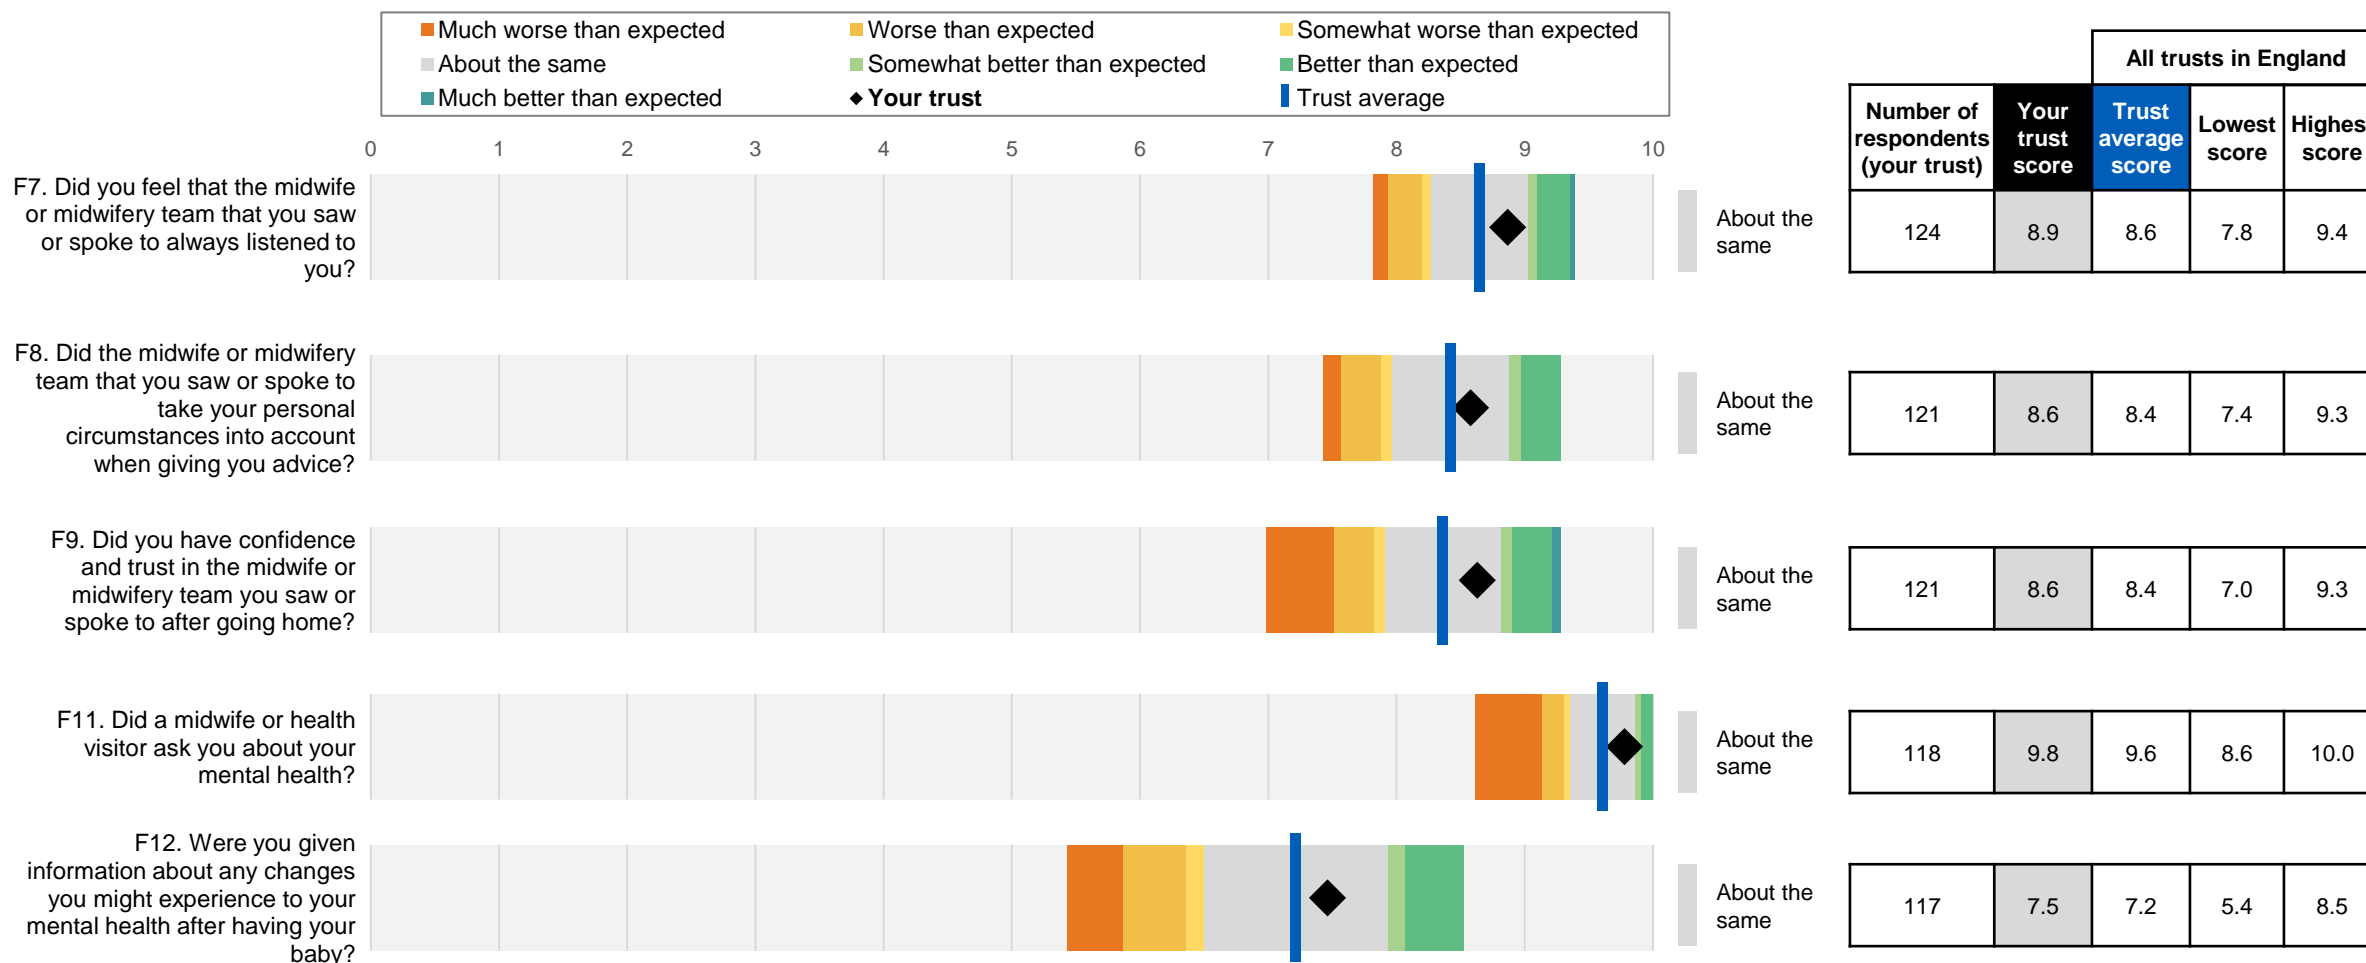 Much worse than expected
Worse than expected
Somewhat worse than expected
About the same
Somewhat better than expected
Better than expected
Much better than expected
Your trust
Trust average
All trusts in England
Number of
respondents
(your trust)
Your
trust
score
Trust
average
score
Lowest
score
Highes
score
0 1 2 3 4 5 6 7 8 9 10
F7. Did you feel that the midwife
or midwifery team that you saw
or spoke to always listened to
you?
About the
same
124 8.9 8.6 7.8 9.4
F8. Did the midwife or midwifery
team that you saw or spoke to
take your personal
circumstances into account
when giving you advice?
About the
same
121 8.6 8.4 7.4 9.3
F9. Did you have confidence
and trust in the midwife or
midwifery team you saw or
spoke to after going home?
About the
same
121 8.6 8.4 7.0 9.3
F11. Did a midwife or health
visitor ask you about your
mental health?
About the
same
118 9.8 9.6 8.6 10.0
F12. Were you given
information about any changes
you might experience to your
mental health after having your
baby?
About the
same
117 7.5 7.2 5.4 8.5